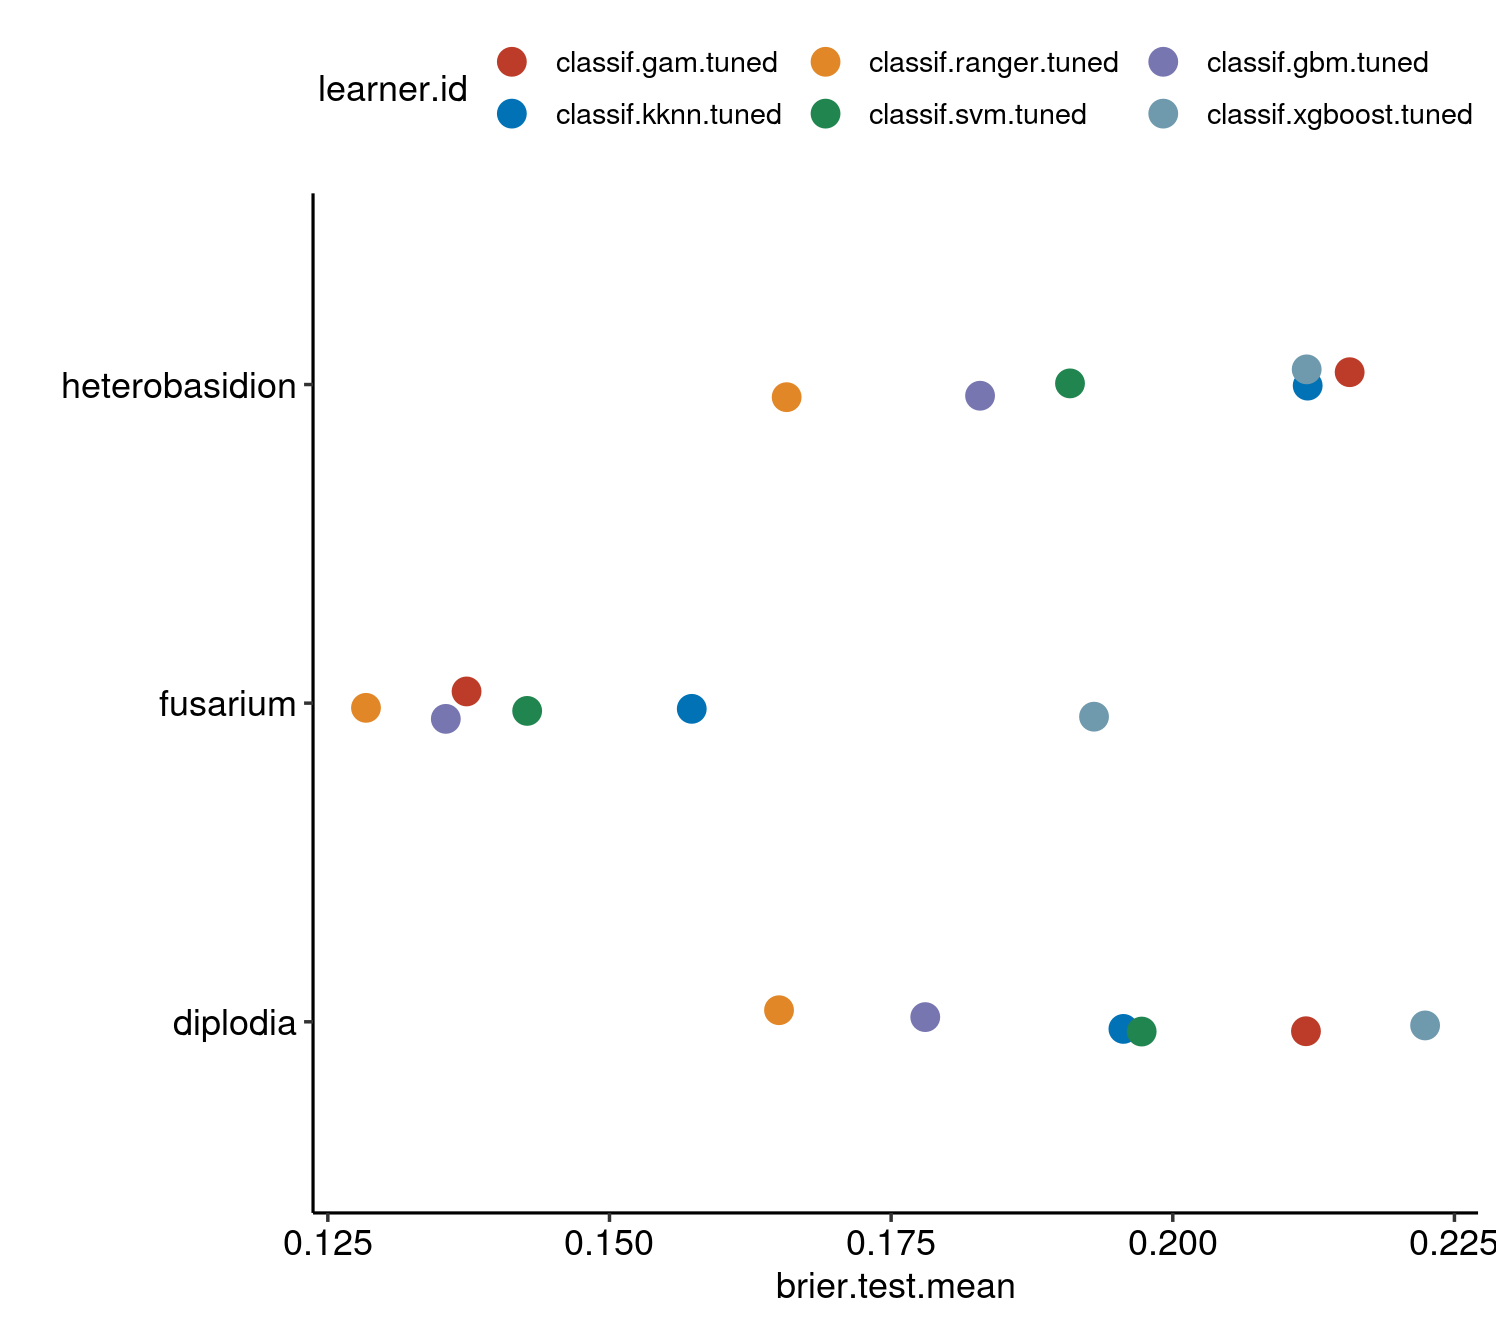 learner.id
classif.gam.tuned classif.ranger.tuned classif.gbm.tuned
classif.kknn.tuned classif.svm.tuned classif.xgboost.tuned
heterobasidion
fusarium
diplodia
0.125 0.150 0.175 0.200 0.225
brier.test.mean